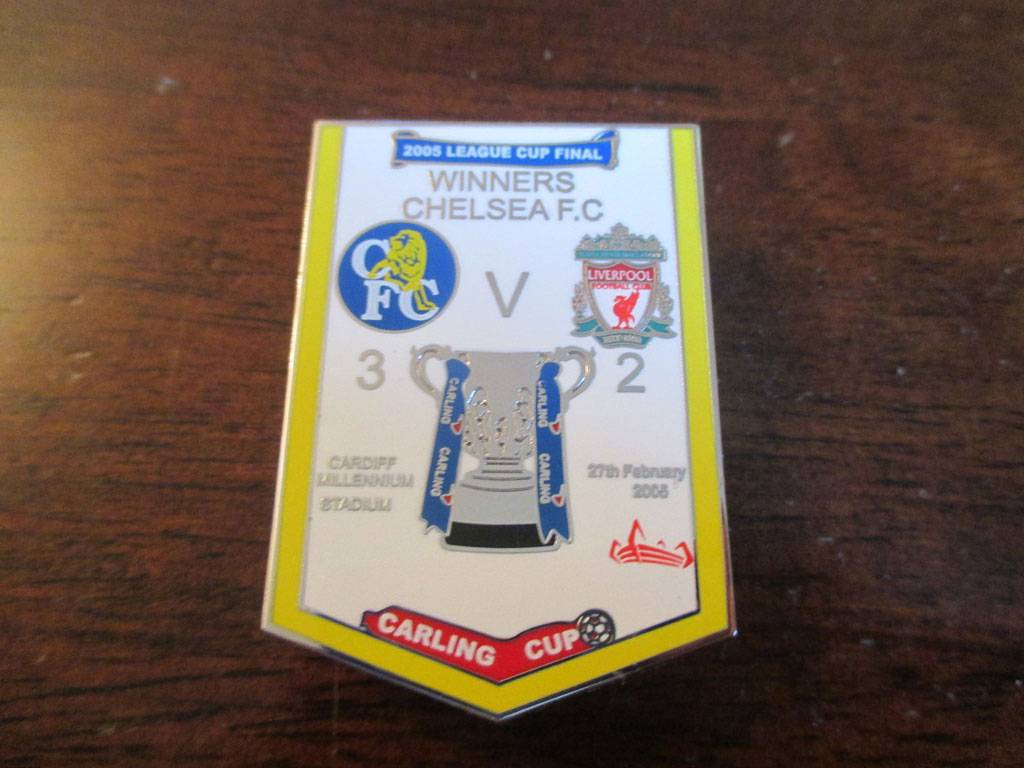 2005 LEAGUE CUP FINAL
WINNERS
CHELSEA F.C
CFC
V
LIVERPOOL
FOOTBALL CLUB
3
2
CARLING
CARLING
CARLING
CARLING
CARDIFF
MILLENNIUM
STADIUM
27th February
2005
CARLING CUP